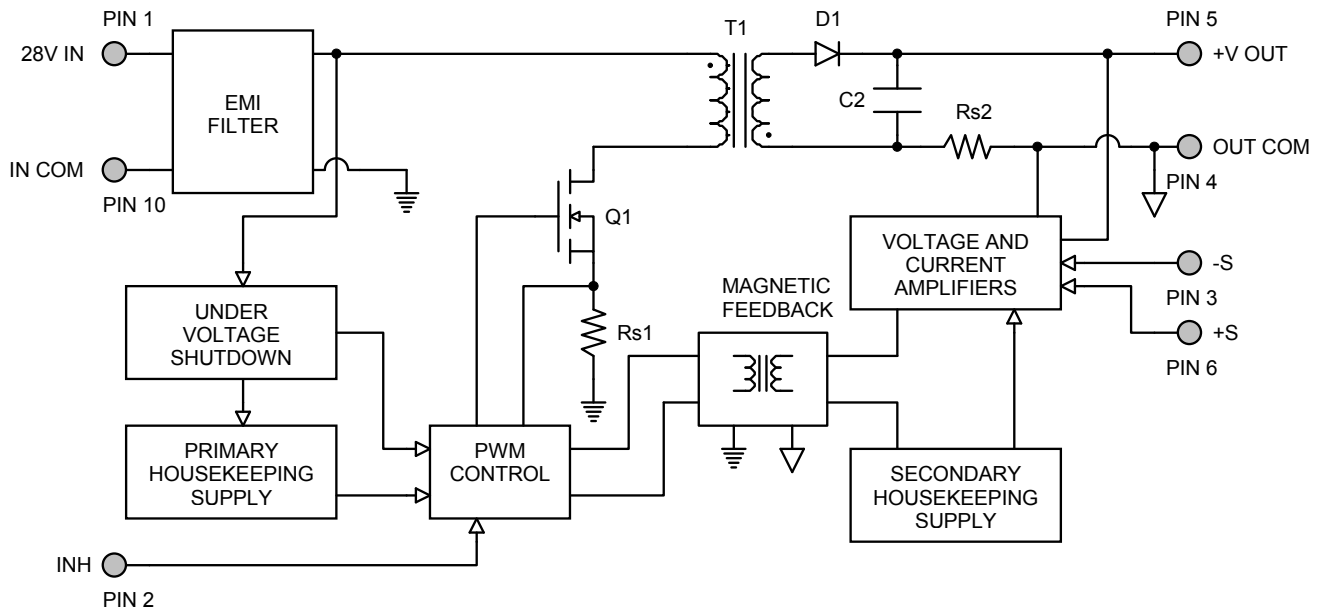 PIN 1
28V IN
EMI
FILTER
IN COM
PIN 10
T1
D1
PIN 5
+V OUT
C2
Rs2
OUT COM
PIN 4
Q1
VOLTAGE AND
CURRENT
AMPLIFIERS
-S
PIN 3
+S
PIN 6
UNDER
VOLTAGE
SHUTDOWN
Rs1
MAGNETIC
FEEDBACK
PRIMARY
HOUSEKEEPING
SUPPLY
PWM
CONTROL
SECONDARY
HOUSEKEEPING
SUPPLY
INH
PIN 2